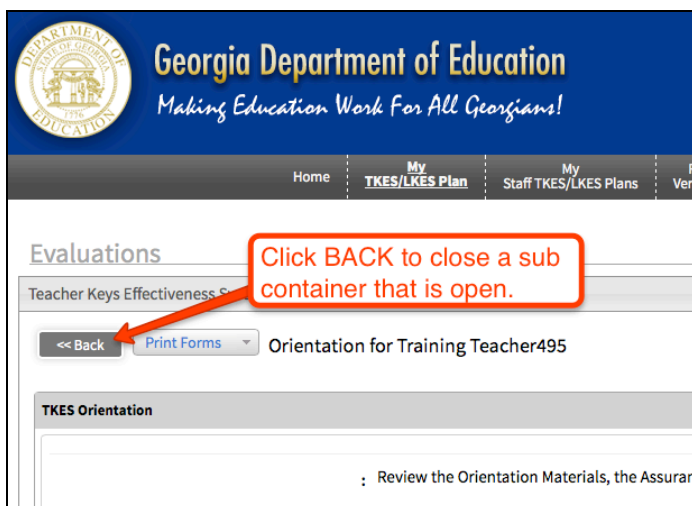 DEPARTMENT OF
STATE OF GEORGIA
1776
EDUCATION
Georgia Department of Education
Making Education Work For All Georgians!
Home
My
TKES/LKES Plan
My
Staff TKES/LKES Plans
Evaluations
Click BACK to close a sub
container that is open.
Teacher Keys Effectiveness
<< Back
Print Forms
Orientation for Training Teacher495
TKES Orientation
: Review the Orientation Materials, the